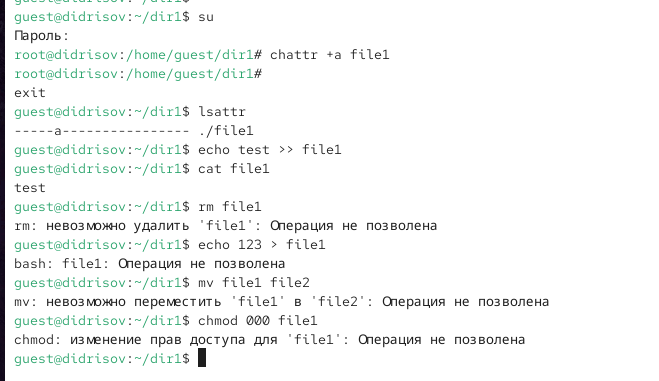 guest@didrisov:~/dir1$ su
Пароль:
root@didrisov:/home/guest/dir1# chattr +a file1
root@didrisov:/home/guest/dir1#
exit
guest@didrisov:~/dir1$ lsattr
-----a---------------- ./file1
guest@didrisov:~/dir1$ echo test >> file1
guest@didrisov:~/dir1$ cat file1
test
guest@didrisov:~/dir1$ rm file1
rm: невозможно удалить 'file1': Операция не позволена
guest@didrisov:~/dir1$ echo 123 > file1
bash: file1: Операция не позволена
guest@didrisov:~/dir1$ mv file1 file2
mv: невозможно переместить 'file1' в 'file2': Операция не позволена
guest@didrisov:~/dir1$ chmod 000 file1
chmod: изменение прав доступа для 'file1': Операция не позволена
guest@didrisov:~/dir1$